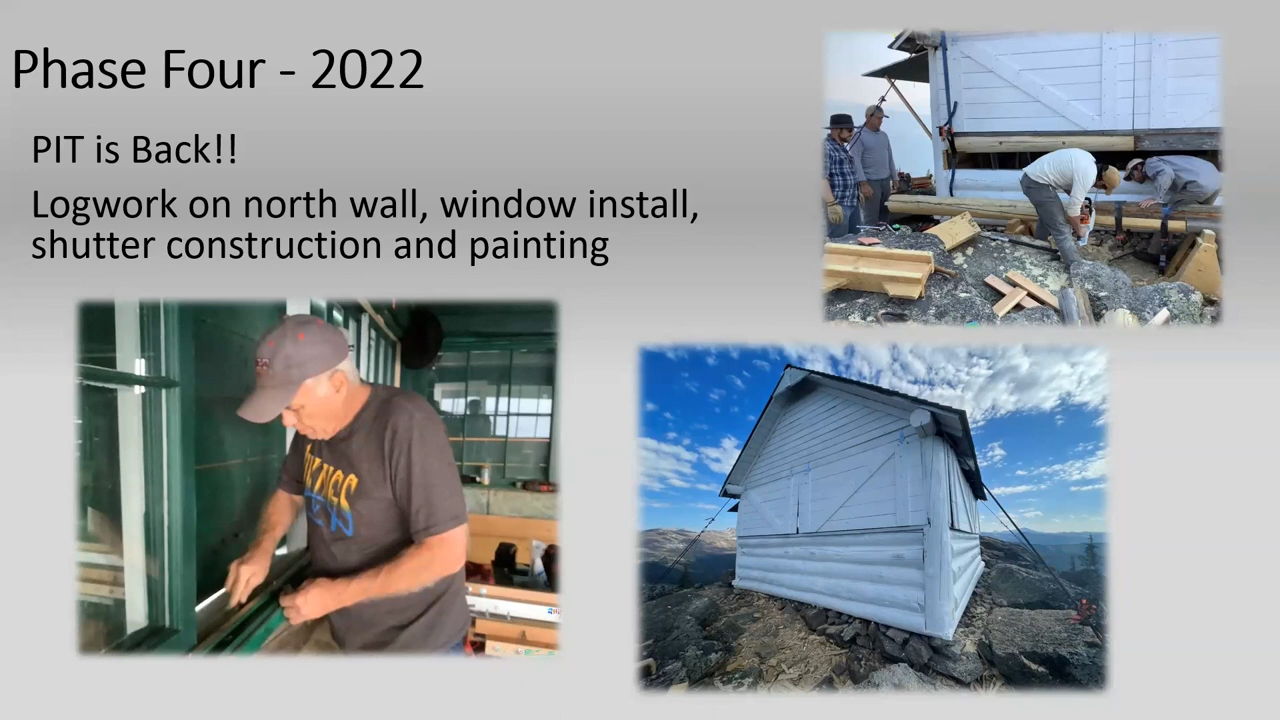 Phase Four - 2022
PIT is Back!!
Logwork on north wall, window install,
shutter construction and painting